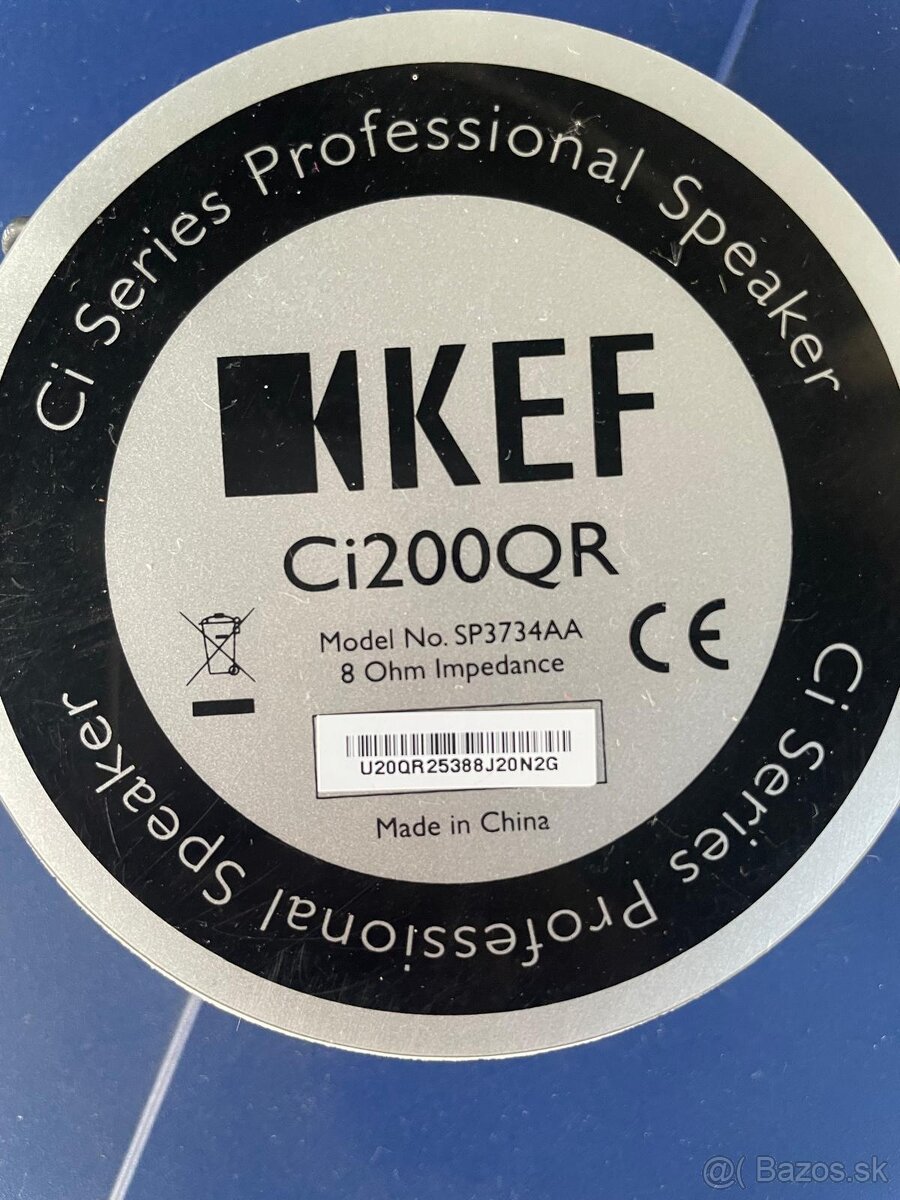 Ci Series Professional Speaker
KEF
Ci200QR
Model No. SP3734AA
8 Ohm Impedance
CE
U20QR25388J20N2G
Made in China
Ci Series Professional Speaker
@( Bazos.sk